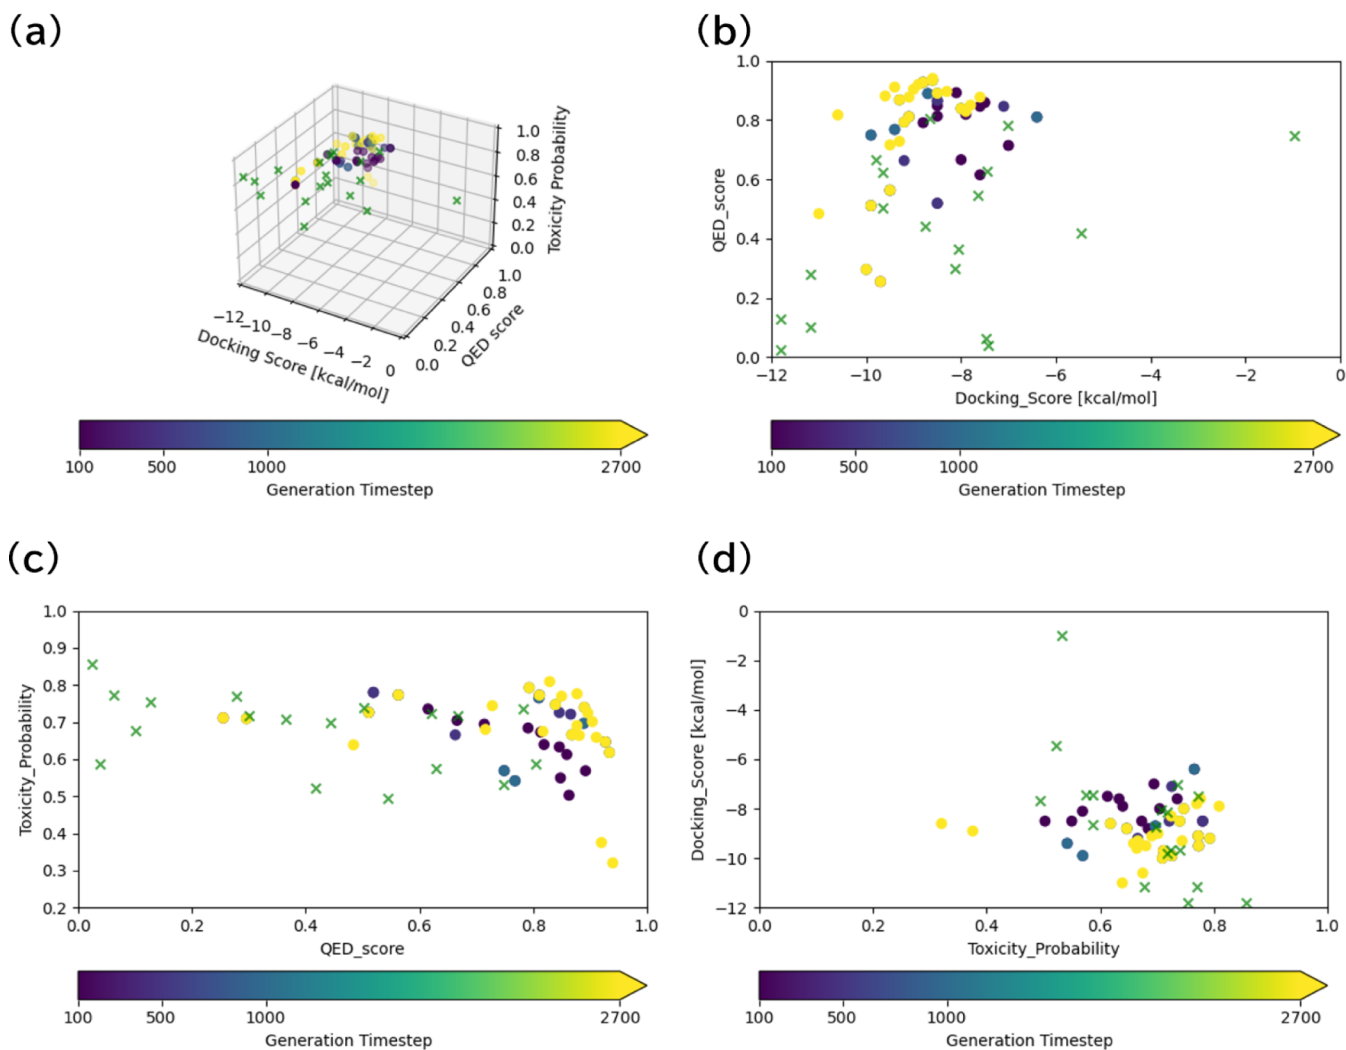 (a)
1.0
0.8
0.6
0.4
0.2
0.0
Toxicity Probability
1.0
0.8
0.6
0.4
0.2
0.0
QED score
−12 −10 −8 −6 −4 −2 0
Docking Score [kcal/mol]
100 500 1000 2700
Generation Timestep
(b)
1.0
0.8
0.6
0.4
0.2
0.0
QED_score
−12 −10 −8 −6 −4 −2 0
Docking_Score [kcal/mol]
100 500 1000 2700
Generation Timestep
(c)
1.0
0.9
0.8
0.7
0.6
0.5
0.4
0.3
0.2
Toxicity_Probability
0.0 0.2 0.4 0.6 0.8 1.0
QED_score
100 500 1000 2700
Generation Timestep
(d)
0
−2
−4
−6
−8
−10
−12
Docking_Score [kcal/mol]
0.0 0.2 0.4 0.6 0.8 1.0
Toxicity_Probability
100 500 1000 2700
Generation Timestep